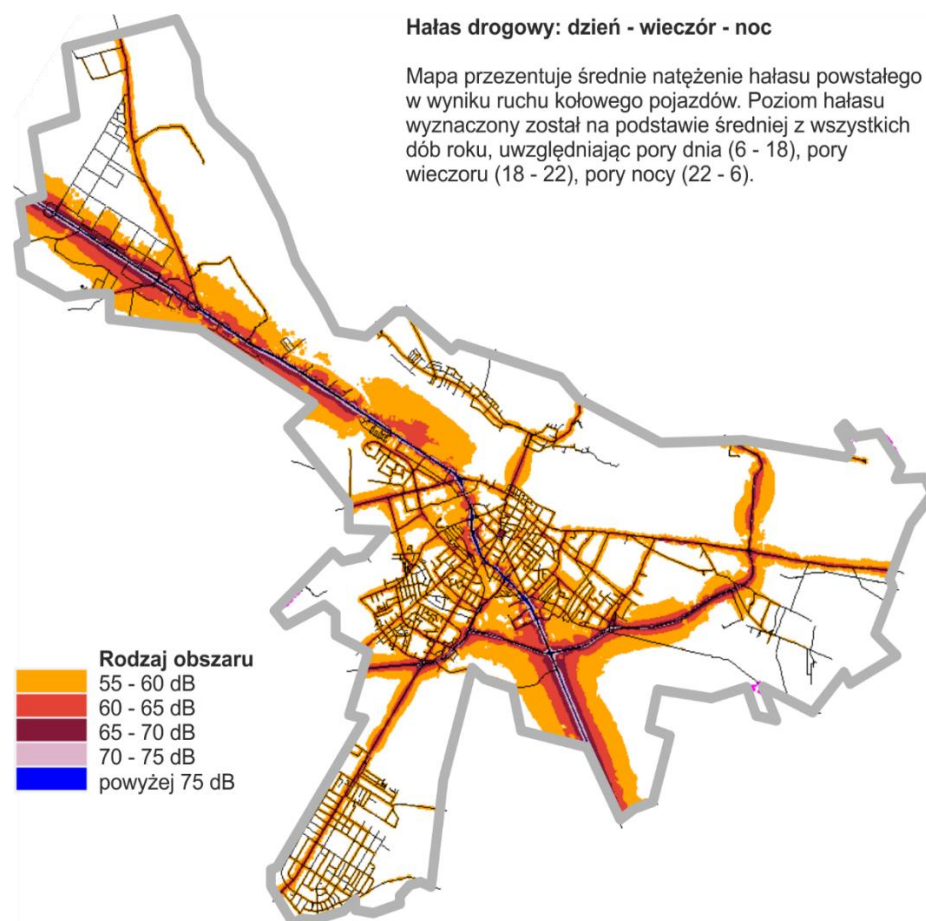 Hałas drogowy: dzień - wieczór - noc
Mapa przezentuje średnie natężenie hałasu powstałego
w wyniku ruchu kołowego pojazdów. Poziom hałasu
wyznaczony został na podstawie średniej z wszystkich
dób roku, uwzględniając pory dnia (6 - 18), pory
wieczoru (18 - 22), pory nocy (22 - 6).
Rodzaj obszaru
55 - 60 dB
60 - 65 dB
65 - 70 dB
70 - 75 dB
powyżej 75 dB